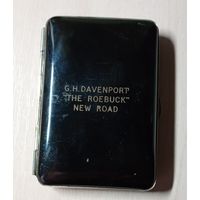 G.H. DAVENPORT
"THE ROEBUCK"
NEW ROAD